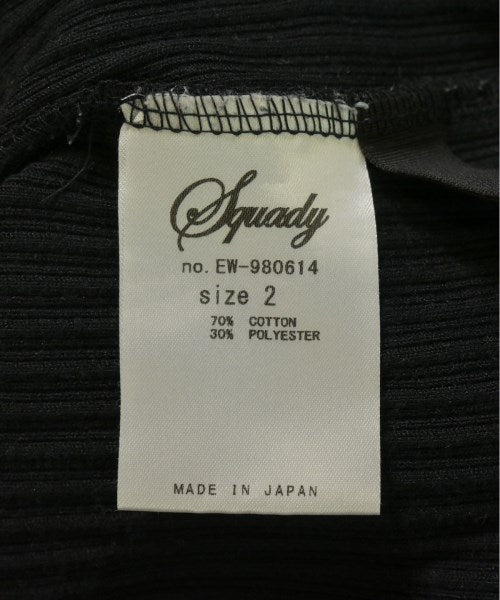 Squady
no. EW-980614
size 2
70% COTTON
30% POLYESTER
MADE IN JAPAN